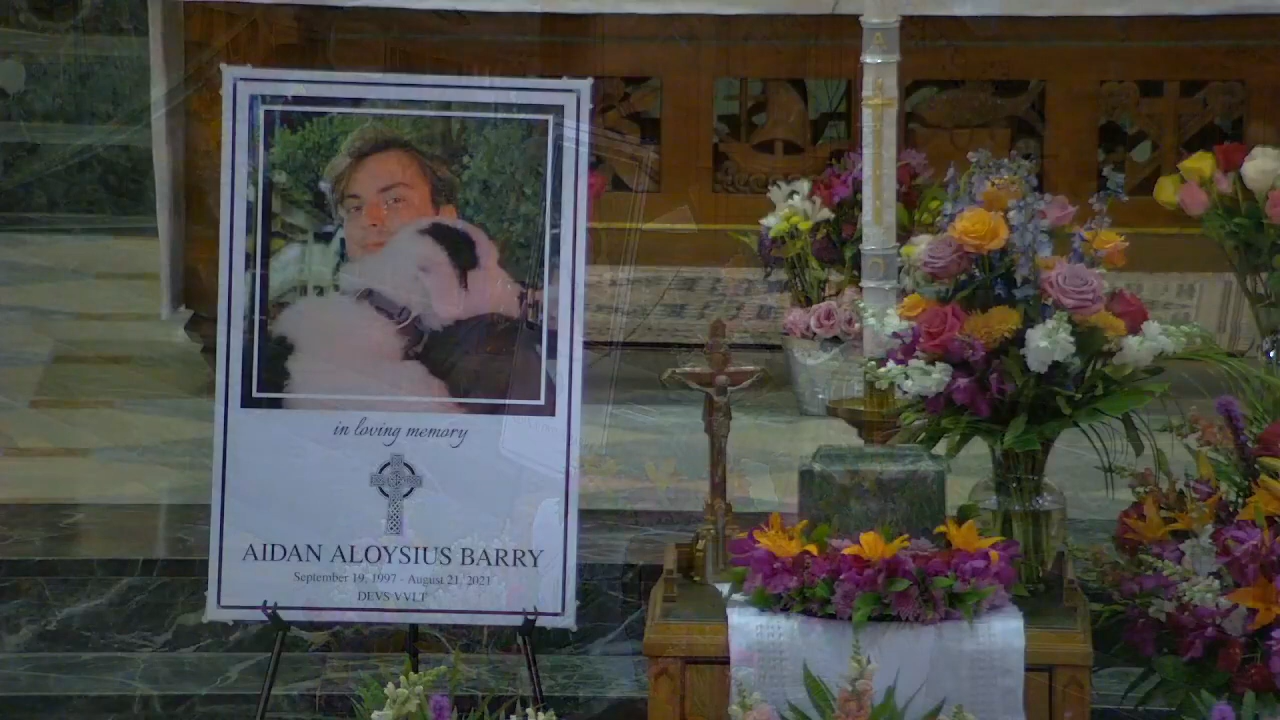 in loving memory
AIDAN ALOYSIUS BARRY
September 19, 1997 - August 21, 2021
DEVS VVLT